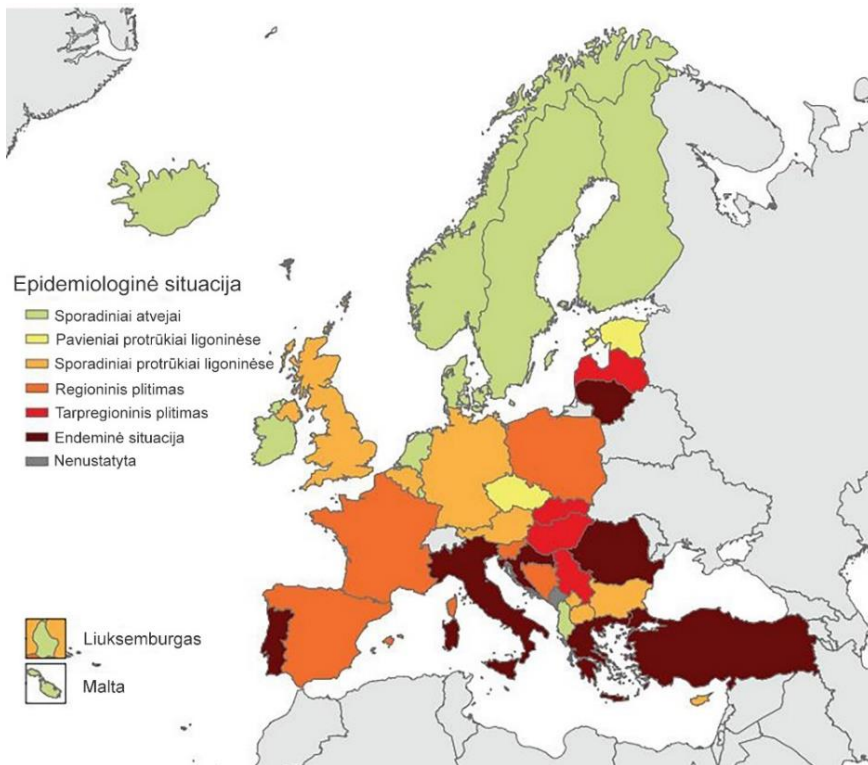 Epidemiologinė situacija
Sporadiniai atvejai
Pavieniai protrūkiai ligoninėse
Sporadiniai protrūkiai ligoninėse
Regioninis plitimas
Tarpregioninis plitimas
Endeminė situacija
Nenustatyta
Liuksemburgas
Malta